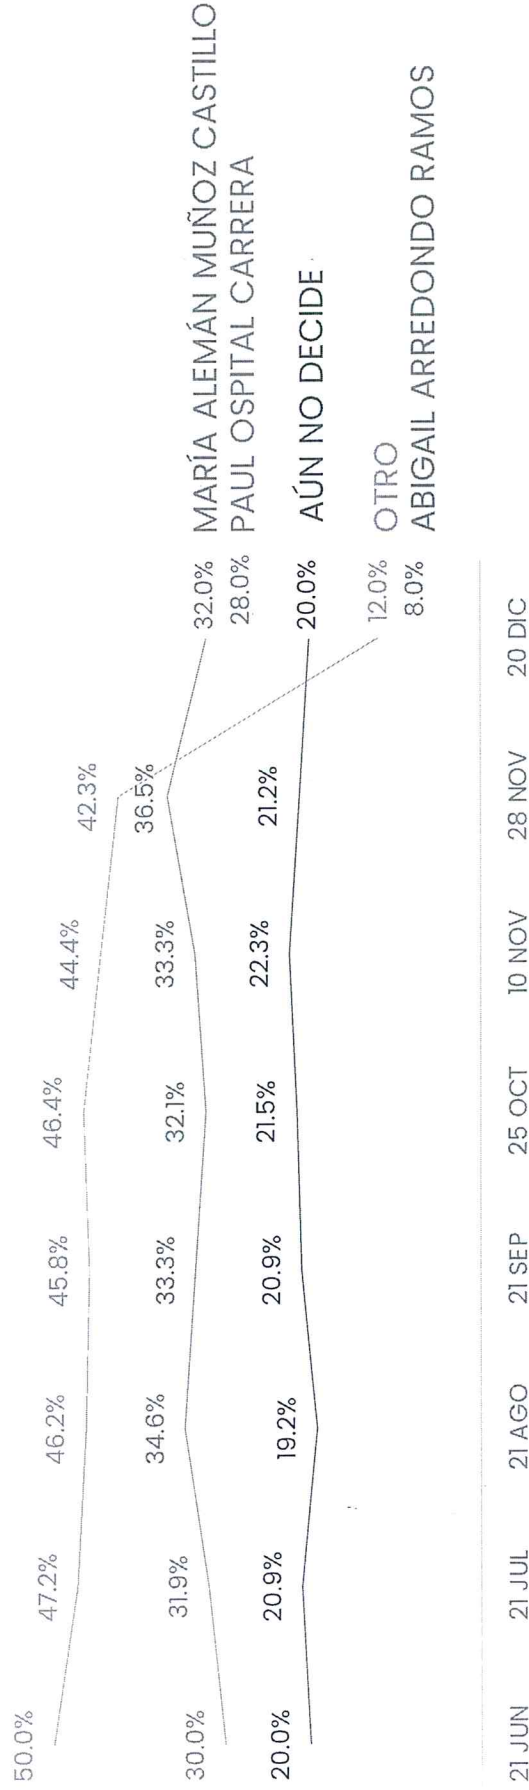 50.0%
47.2%
46.2%
45.8%
46.4%
44.4%
42.3%
30.0%
31.9%
34.6%
33.3%
32.1%
33.3%
36.5%
32.0% MARÍA ALEMÁN MUÑOZ CASTILLO
28.0% PAUL OSPITAL CARRERA
20.0%
20.9%
19.2%
20.9%
21.5%
22.3%
21.2%
20.0% AÚN NO DECIDE
12.0% OTRO
8.0% ABIGAIL ARREDONDO RAMOS
21 JUN
21 JUL
21 AGO
21 SEP
25 OCT
10 NOV
28 NOV
20 DIC